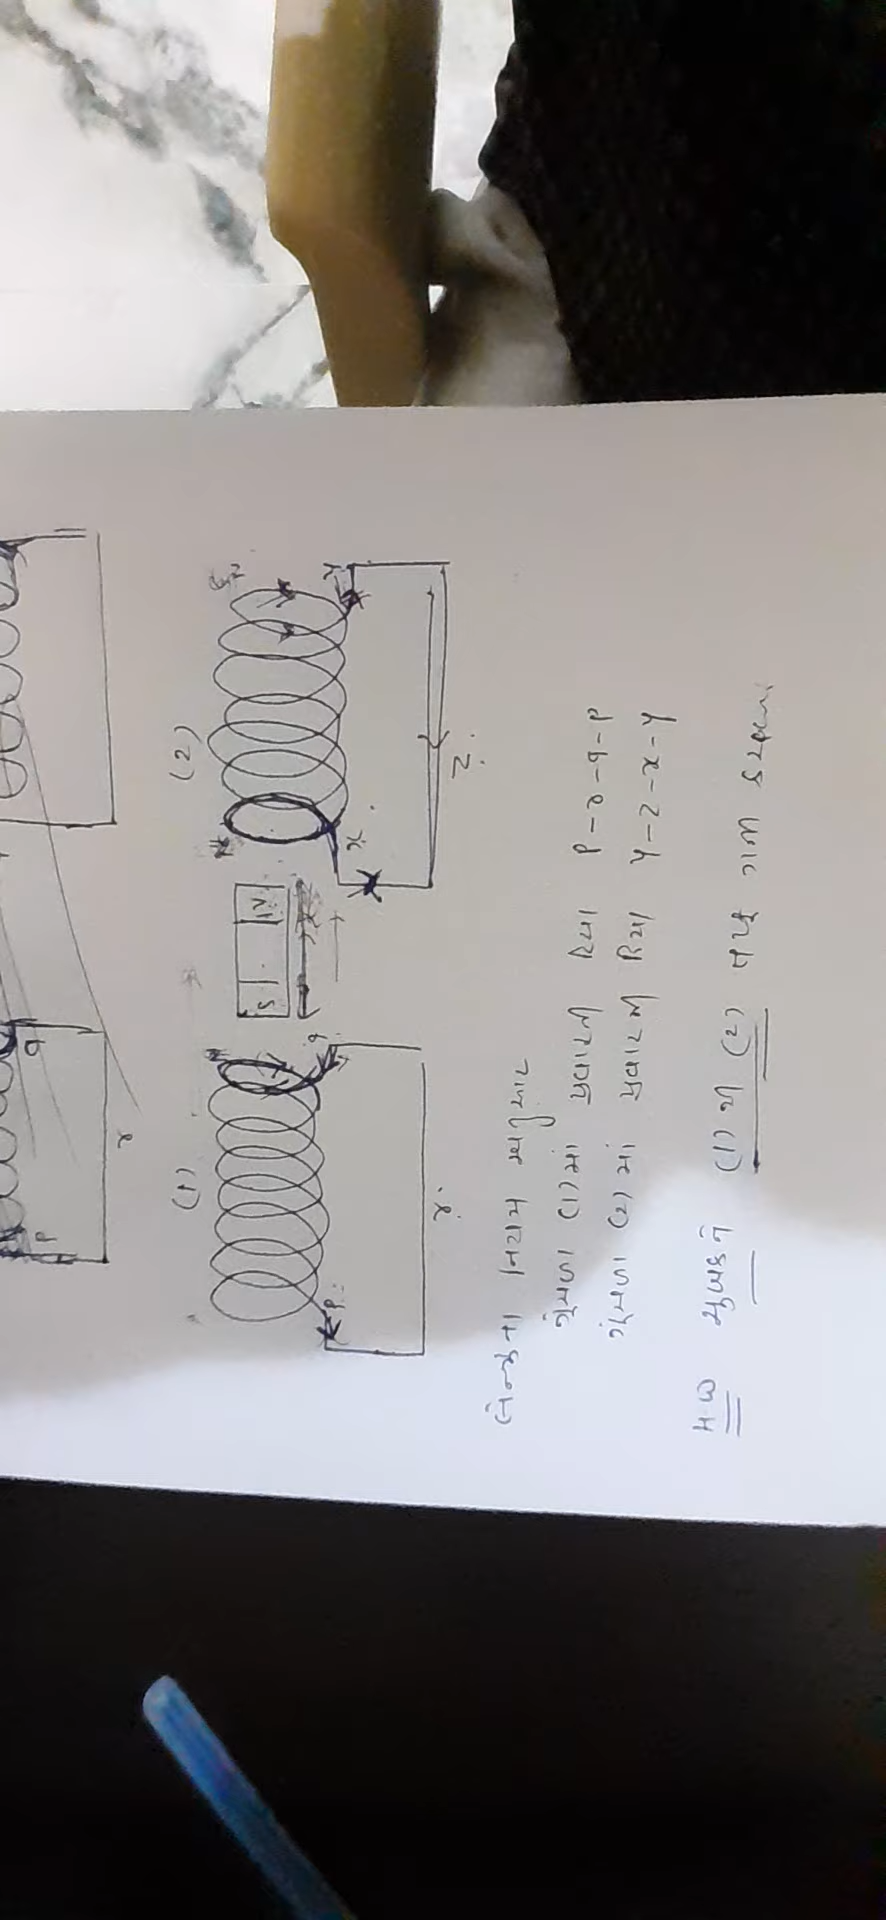 (1)
(2)
S
N
P
q
r
x
y
Z
q
P
r
લેન્ઝના નિયમ અનુસાર
ગૂંચળા (1)માં પ્રવાહની દિશા P-r-q-P
ગૂંચળા (2) માં પ્રવાહની દિશા Y-Z-x-Y
H.W
ચુંબકને (1) થી (2) તરફ ગતિ કરાવતા